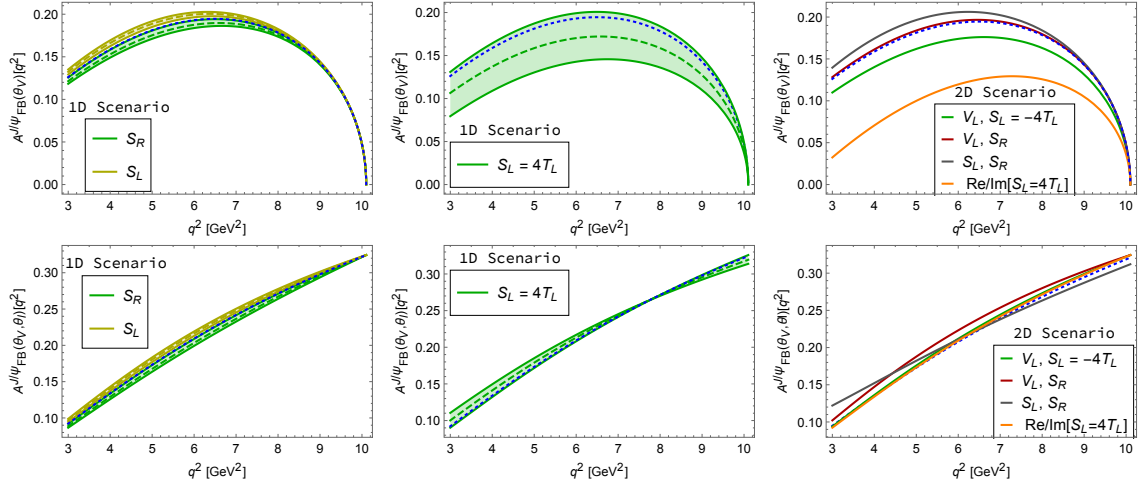 A^{J/ψ}_{FB}(θ_V)[q²]
0.20
0.15
0.10
0.05
0.00
1D Scenario
S_R
S_L
3 4 5 6 7 8 9 10
q² [GeV²]
A^{J/ψ}_{FB}(θ_V)[q²]
0.20
0.15
0.10
0.05
0.00
1D Scenario
S_L = 4T_L
3 4 5 6 7 8 9 10
q² [GeV²]
A^{J/ψ}_{FB}(θ_V)[q²]
0.20
0.15
0.10
0.05
0.00
2D Scenario
V_L, S_L = -4T_L
V_L, S_R
S_L, S_R
Re/Im[S_L=4T_L]
3 4 5 6 7 8 9 10
q² [GeV²]
A^{J/ψ}_{FB}(θ_V,θ_l)[q²]
0.30
0.25
0.20
0.15
0.10
1D Scenario
S_R
S_L
3 4 5 6 7 8 9 10
q² [GeV²]
A^{J/ψ}_{FB}(θ_V,θ_l)[q²]
0.30
0.25
0.20
0.15
0.10
1D Scenario
S_L = 4T_L
3 4 5 6 7 8 9 10
q² [GeV²]
A^{J/ψ}_{FB}(θ_V,θ_l)[q²]
0.30
0.25
0.20
0.15
0.10
2D Scenario
V_L, S_L = -4T_L
V_L, S_R
S_L, S_R
Re/Im[S_L=4T_L]
3 4 5 6 7 8 9 10
q² [GeV²]